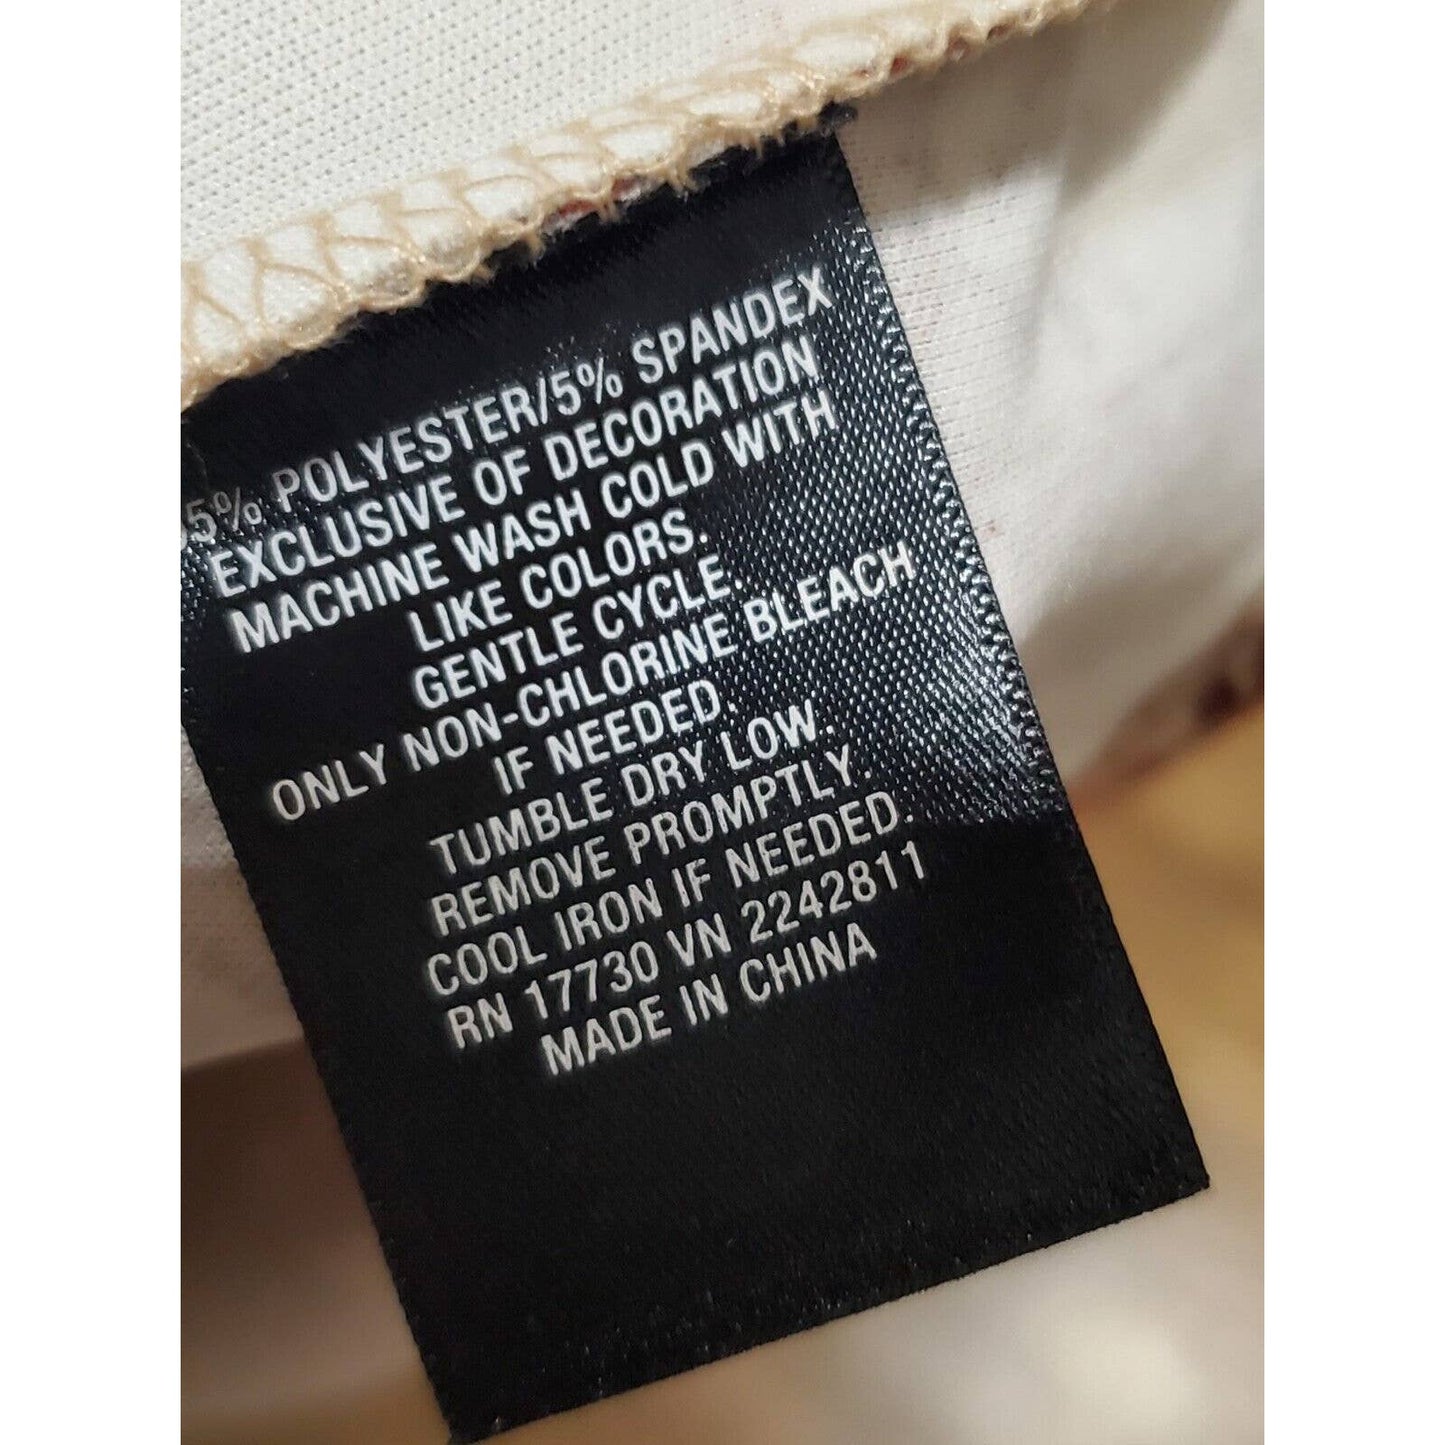 5% POLYESTER/5% SPANDEX
EXCLUSIVE OF DECORATION
MACHINE WASH COLD WITH
LIKE COLORS.
GENTLE CYCLE.
ONLY NON-CHLORINE BLEACH
IF NEEDED.
TUMBLE DRY LOW.
REMOVE PROMPTLY.
COOL IRON IF NEEDED.
RN 17730 VN 2242811
MADE IN CHINA